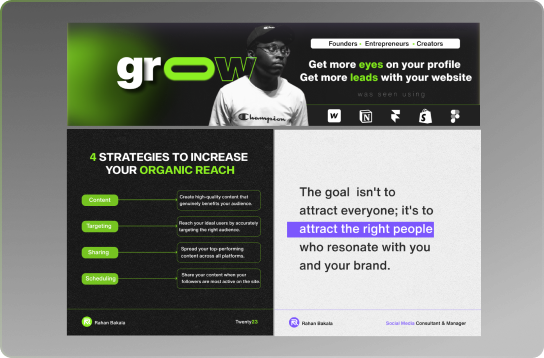 grow
Founders · Entrepreneurs · Creators
Get more eyes on your profile
Get more leads with your website
was seen using
Champion
W
N
S
4 STRATEGIES TO INCREASE
YOUR ORGANIC REACH
Content
Create high-quality content that
genuinely benefits your audience.
Targeting
Reach your ideal users by accurately
targeting the right audience.
Sharing
Spread your top-performing
content across all platforms.
Scheduling
Share your content when your
followers are most active on the site.
Rahan Bakala
Twenty23
The goal isn't to
attract everyone; it's to
attract the right people
who resonate with you
and your brand.
Rahan Bakala
Social Media Consultant & Manager